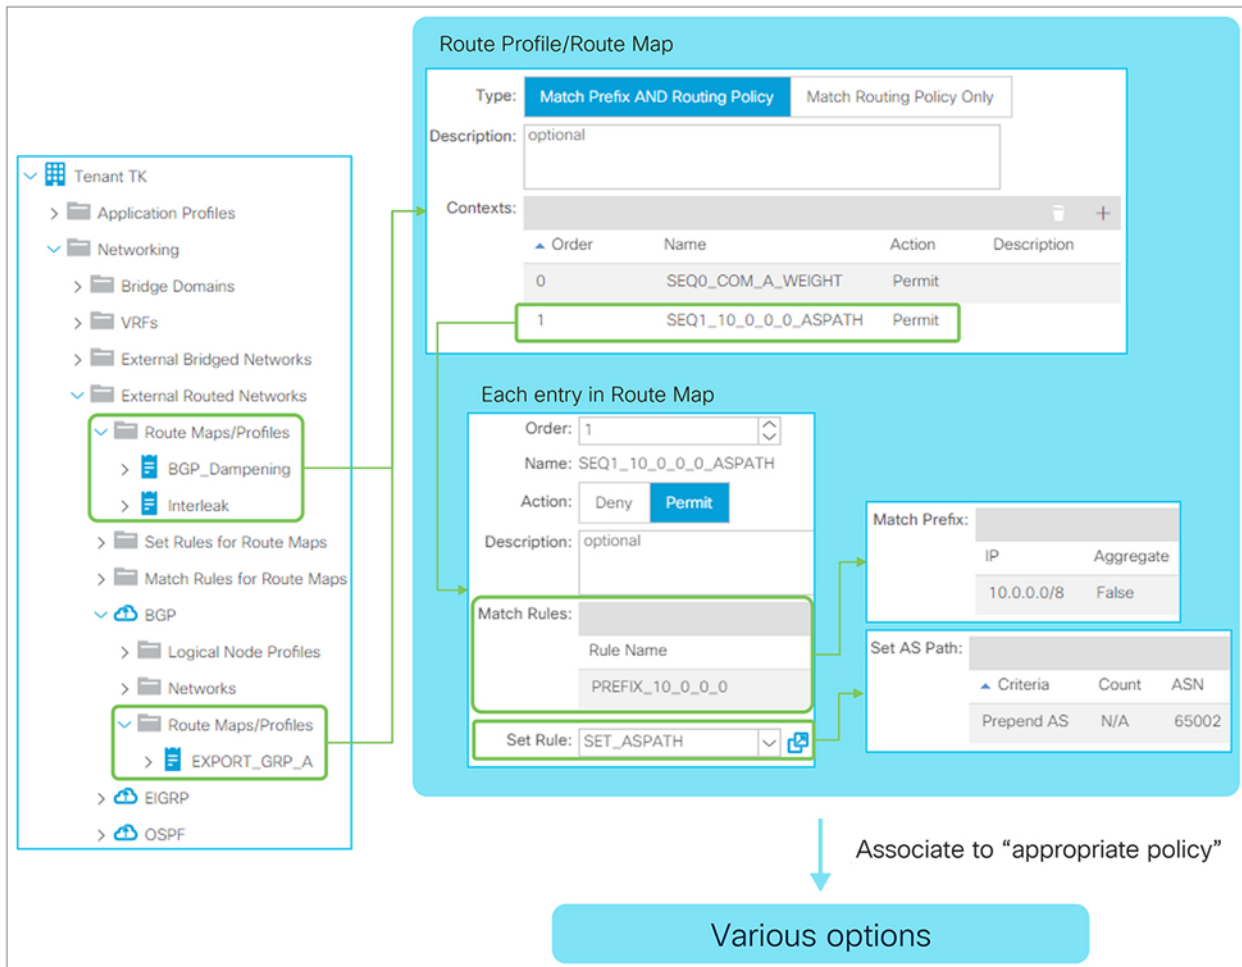 Route Profile/Route Map
Type: Match Prefix AND Routing Policy Match Routing Policy Only
Description: optional
Contexts:
Order Name Action Description
0 SEQ0_COM_A_WEIGHT Permit
1 SEQ1_10_0_0_0_ASPATH Permit
Tenant TK
Application Profiles
Networking
Bridge Domains
VRFs
External Bridged Networks
External Routed Networks
Route Maps/Profiles
BGP_Dampening
Interleak
Set Rules for Route Maps
Match Rules for Route Maps
BGP
Logical Node Profiles
Networks
Route Maps/Profiles
EXPORT_GRP_A
EIGRP
OSPF
Each entry in Route Map
Order: 1
Name: SEQ1_10_0_0_0_ASPATH
Action: Deny Permit
Description: optional
Match Rules:
Rule Name
PREFIX_10_0_0_0
Set Rule: SET_ASPATH
Match Prefix:
IP Aggregate
10.0.0.0/8 False
Set AS Path:
Criteria Count ASN
Prepend AS N/A 65002
Associate to “appropriate policy”
Various options